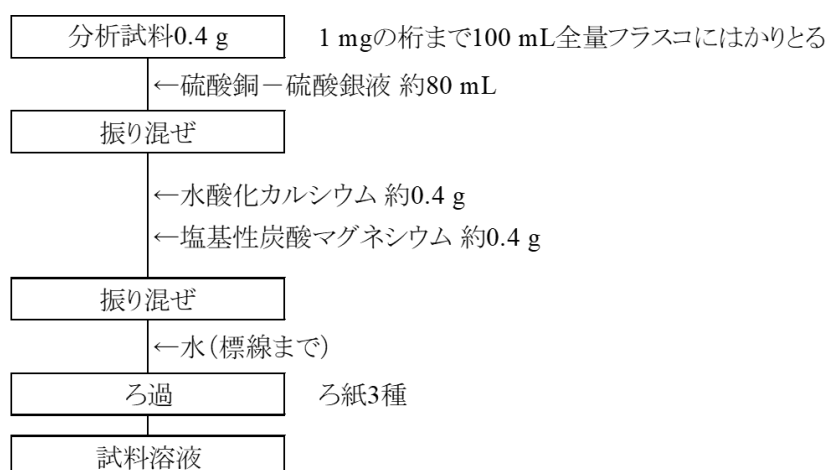 分析試料0.4 g 1 mgの桁まで100 mL全量フラスコにはかりとる
←硫酸銅－硫酸銀液 約80 mL
振り混ぜ
←水酸化カルシウム 約0.4 g
←塩基性炭酸マグネシウム 約0.4 g
振り混ぜ
←水（標線まで）
ろ過 ろ紙3種
試料溶液